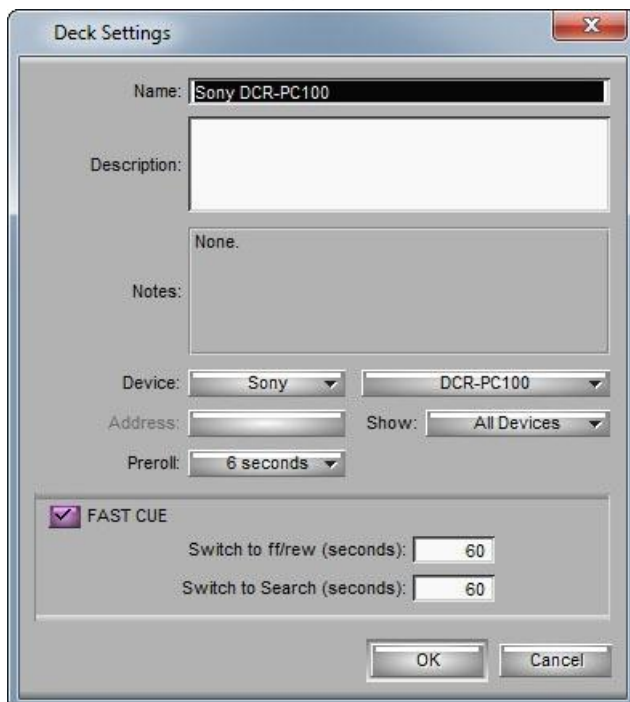 Deck Settings
Name: Sony DCR-PC100
Description:
None.
Notes:
Device: Sony DCR-PC100
Address: Show: All Devices
Preroll: 6 seconds
FAST CUE
Switch to ff/rew (seconds): 60
Switch to Search (seconds): 60
OK Cancel